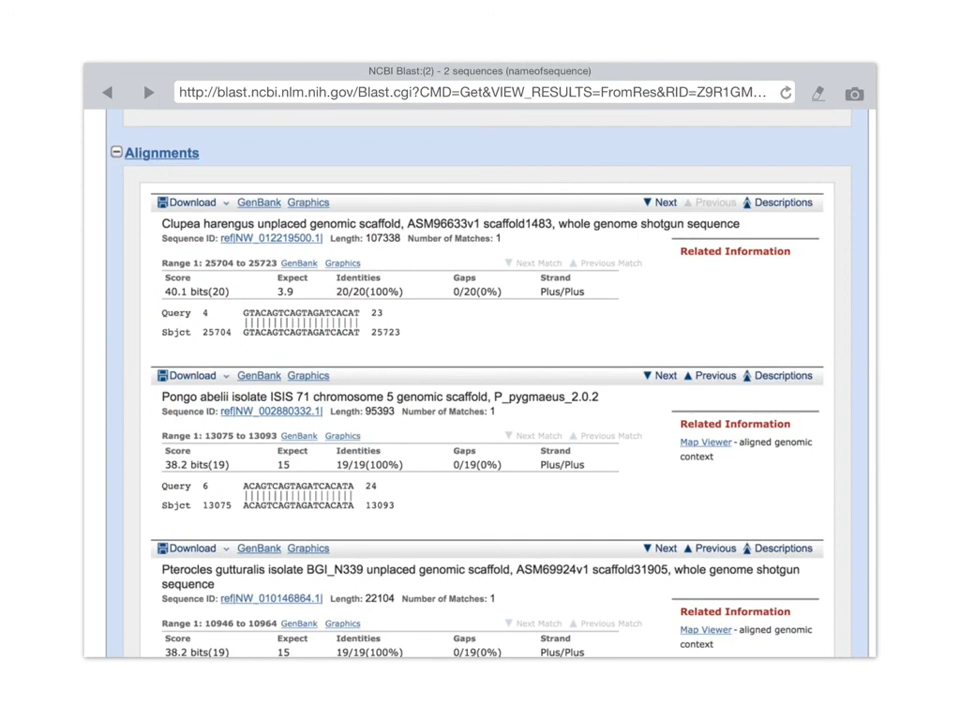 NCBI Blast:(2) - 2 sequences (nameofsequence)
http://blast.ncbi.nlm.nih.gov/Blast.cgi?CMD=Get&VIEW_RESULTS=FromRes&RID=Z9R1GM...
Alignments
Download GenBank Graphics Next Previous Descriptions
Clupea harengus unplaced genomic scaffold, ASM96633v1 scaffold1483, whole genome shotgun sequence
Sequence ID: ref|NW_012219500.1| Length: 107338 Number of Matches: 1
Related Information
Range 1: 25704 to 25723 GenBank Graphics Next Match Previous Match
Score Expect Identities Gaps Strand
40.1 bits(20) 3.9 20/20(100%) 0/20(0%) Plus/Plus
Query 4 GTACAGTCAGTAGATCACAT 23
||||||||||||||||||||
Sbjct 25704 GTACAGTCAGTAGATCACAT 25723
Download GenBank Graphics Next Previous Descriptions
Pongo abelii isolate ISIS 71 chromosome 5 genomic scaffold, P_pygmaeus_2.0.2
Sequence ID: ref|NW_002880332.1| Length: 95393 Number of Matches: 1
Related Information
Map Viewer - aligned genomic
context
Range 1: 13075 to 13093 GenBank Graphics Next Match Previous Match
Score Expect Identities Gaps Strand
38.2 bits(19) 15 19/19(100%) 0/19(0%) Plus/Plus
Query 6 ACAGTCAGTAGATCACATA 24
|||||||||||||||||||
Sbjct 13075 ACAGTCAGTAGATCACATA 13093
Download GenBank Graphics Next Previous Descriptions
Pterocles gutturalis isolate BGI_N339 unplaced genomic scaffold, ASM69924v1 scaffold31905, whole genome shotgun
sequence
Sequence ID: ref|NW_010146864.1| Length: 22104 Number of Matches: 1
Related Information
Map Viewer - aligned genomic
context
Range 1: 10946 to 10964 GenBank Graphics Next Match Previous Match
Score Expect Identities Gaps Strand
38.2 bits(19) 15 19/19(100%) 0/19(0%) Plus/Plus